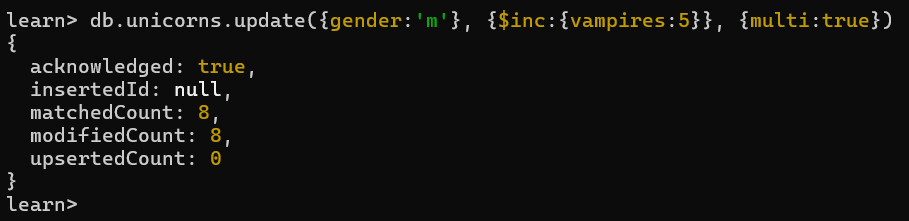 learn> db.unicorns.update({gender:'m'}, {$inc:{vampires:5}}, {multi:true})
{
  acknowledged: true,
  insertedId: null,
  matchedCount: 8,
  modifiedCount: 8,
  upsertedCount: 0
}
learn>